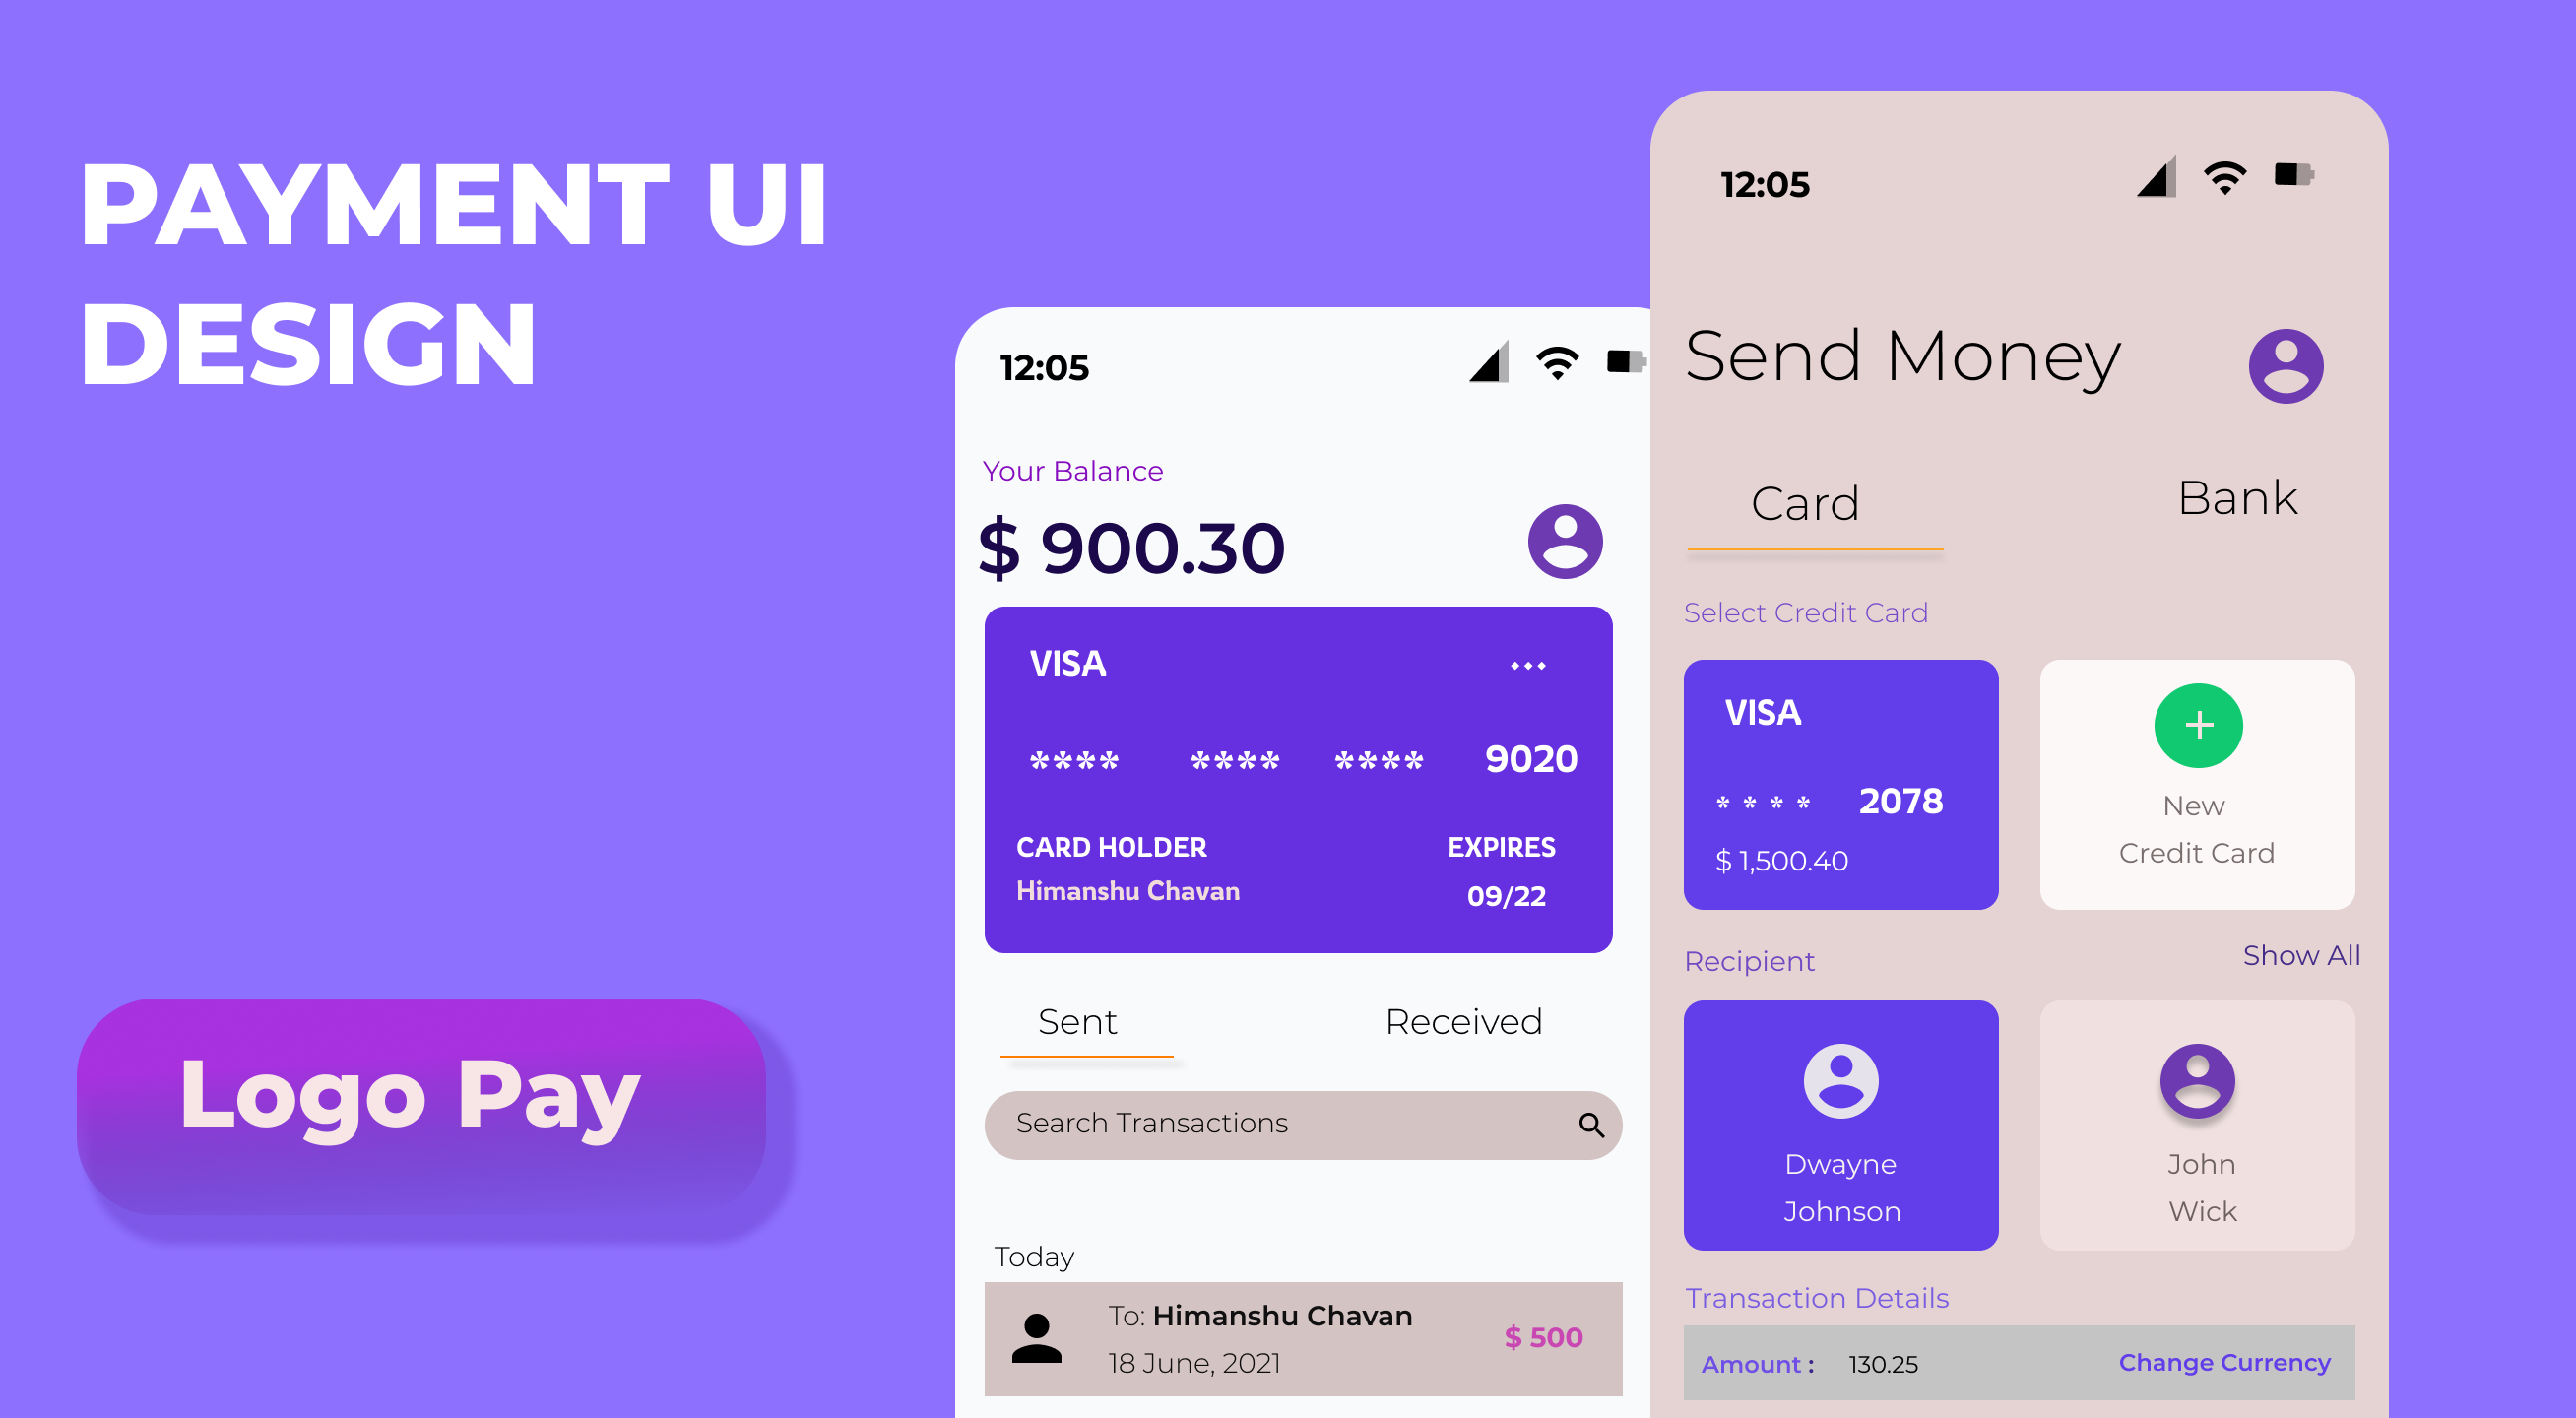 PAYMENT UI
DESIGN
Logo Pay
12:05
Your Balance
$ 900.30
VISA
**** **** **** 9020
CARD HOLDER EXPIRES
Himanshu Chavan 09/22
Sent Received
Search Transactions
Today
To: Himanshu Chavan
$ 500
18 June, 2021
12:05
Send Money
Card Bank
Select Credit Card
VISA
* * * * 2078
$ 1,500.40
+
New
Credit Card
Recipient Show All
Dwayne
Johnson
John
Wick
Transaction Details
Amount : 130.25 Change Currency